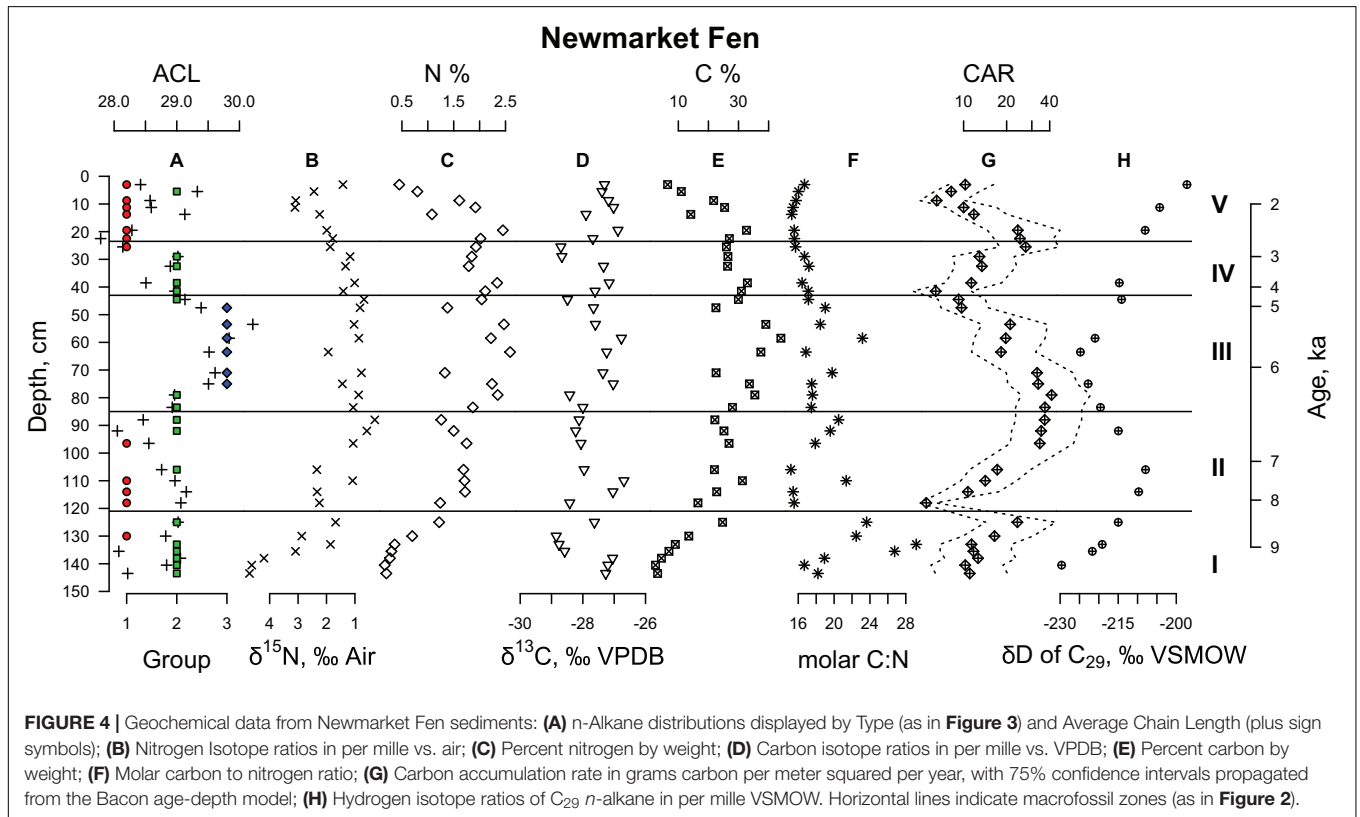 Newmarket Fen
ACL N % C % CAR
28.0 29.0 30.0 0.5 1.5 2.5 10 30 10 20 40
A B C D E F G H
Depth, cm
0
10
20
30
40
50
60
70
80
90
100
110
120
130
140
150
V
IV
III
II
I
2
3
4
5
6
7
8
9
Age, ka
-30 -28 -26
1 2 3 4 3 2 1 16 20 24 28 -230 -215 -200
Group δ15N, ‰ Air δ13C, ‰ VPDB molar C:N δD of C29, ‰ VSMOW
FIGURE 4 | Geochemical data from Newmarket Fen sediments: (A) n-Alkane distributions displayed by Type (as in Figure 3) and Average Chain Length (plus sign
symbols); (B) Nitrogen Isotope ratios in per mille vs. air; (C) Percent nitrogen by weight; (D) Carbon isotope ratios in per mille vs. VPDB; (E) Percent carbon by
weight; (F) Molar carbon to nitrogen ratio; (G) Carbon accumulation rate in grams carbon per meter squared per year, with 75% confidence intervals propagated
from the Bacon age-depth model; (H) Hydrogen isotope ratios of C29 n-alkane in per mille VSMOW. Horizontal lines indicate macrofossil zones (as in Figure 2).